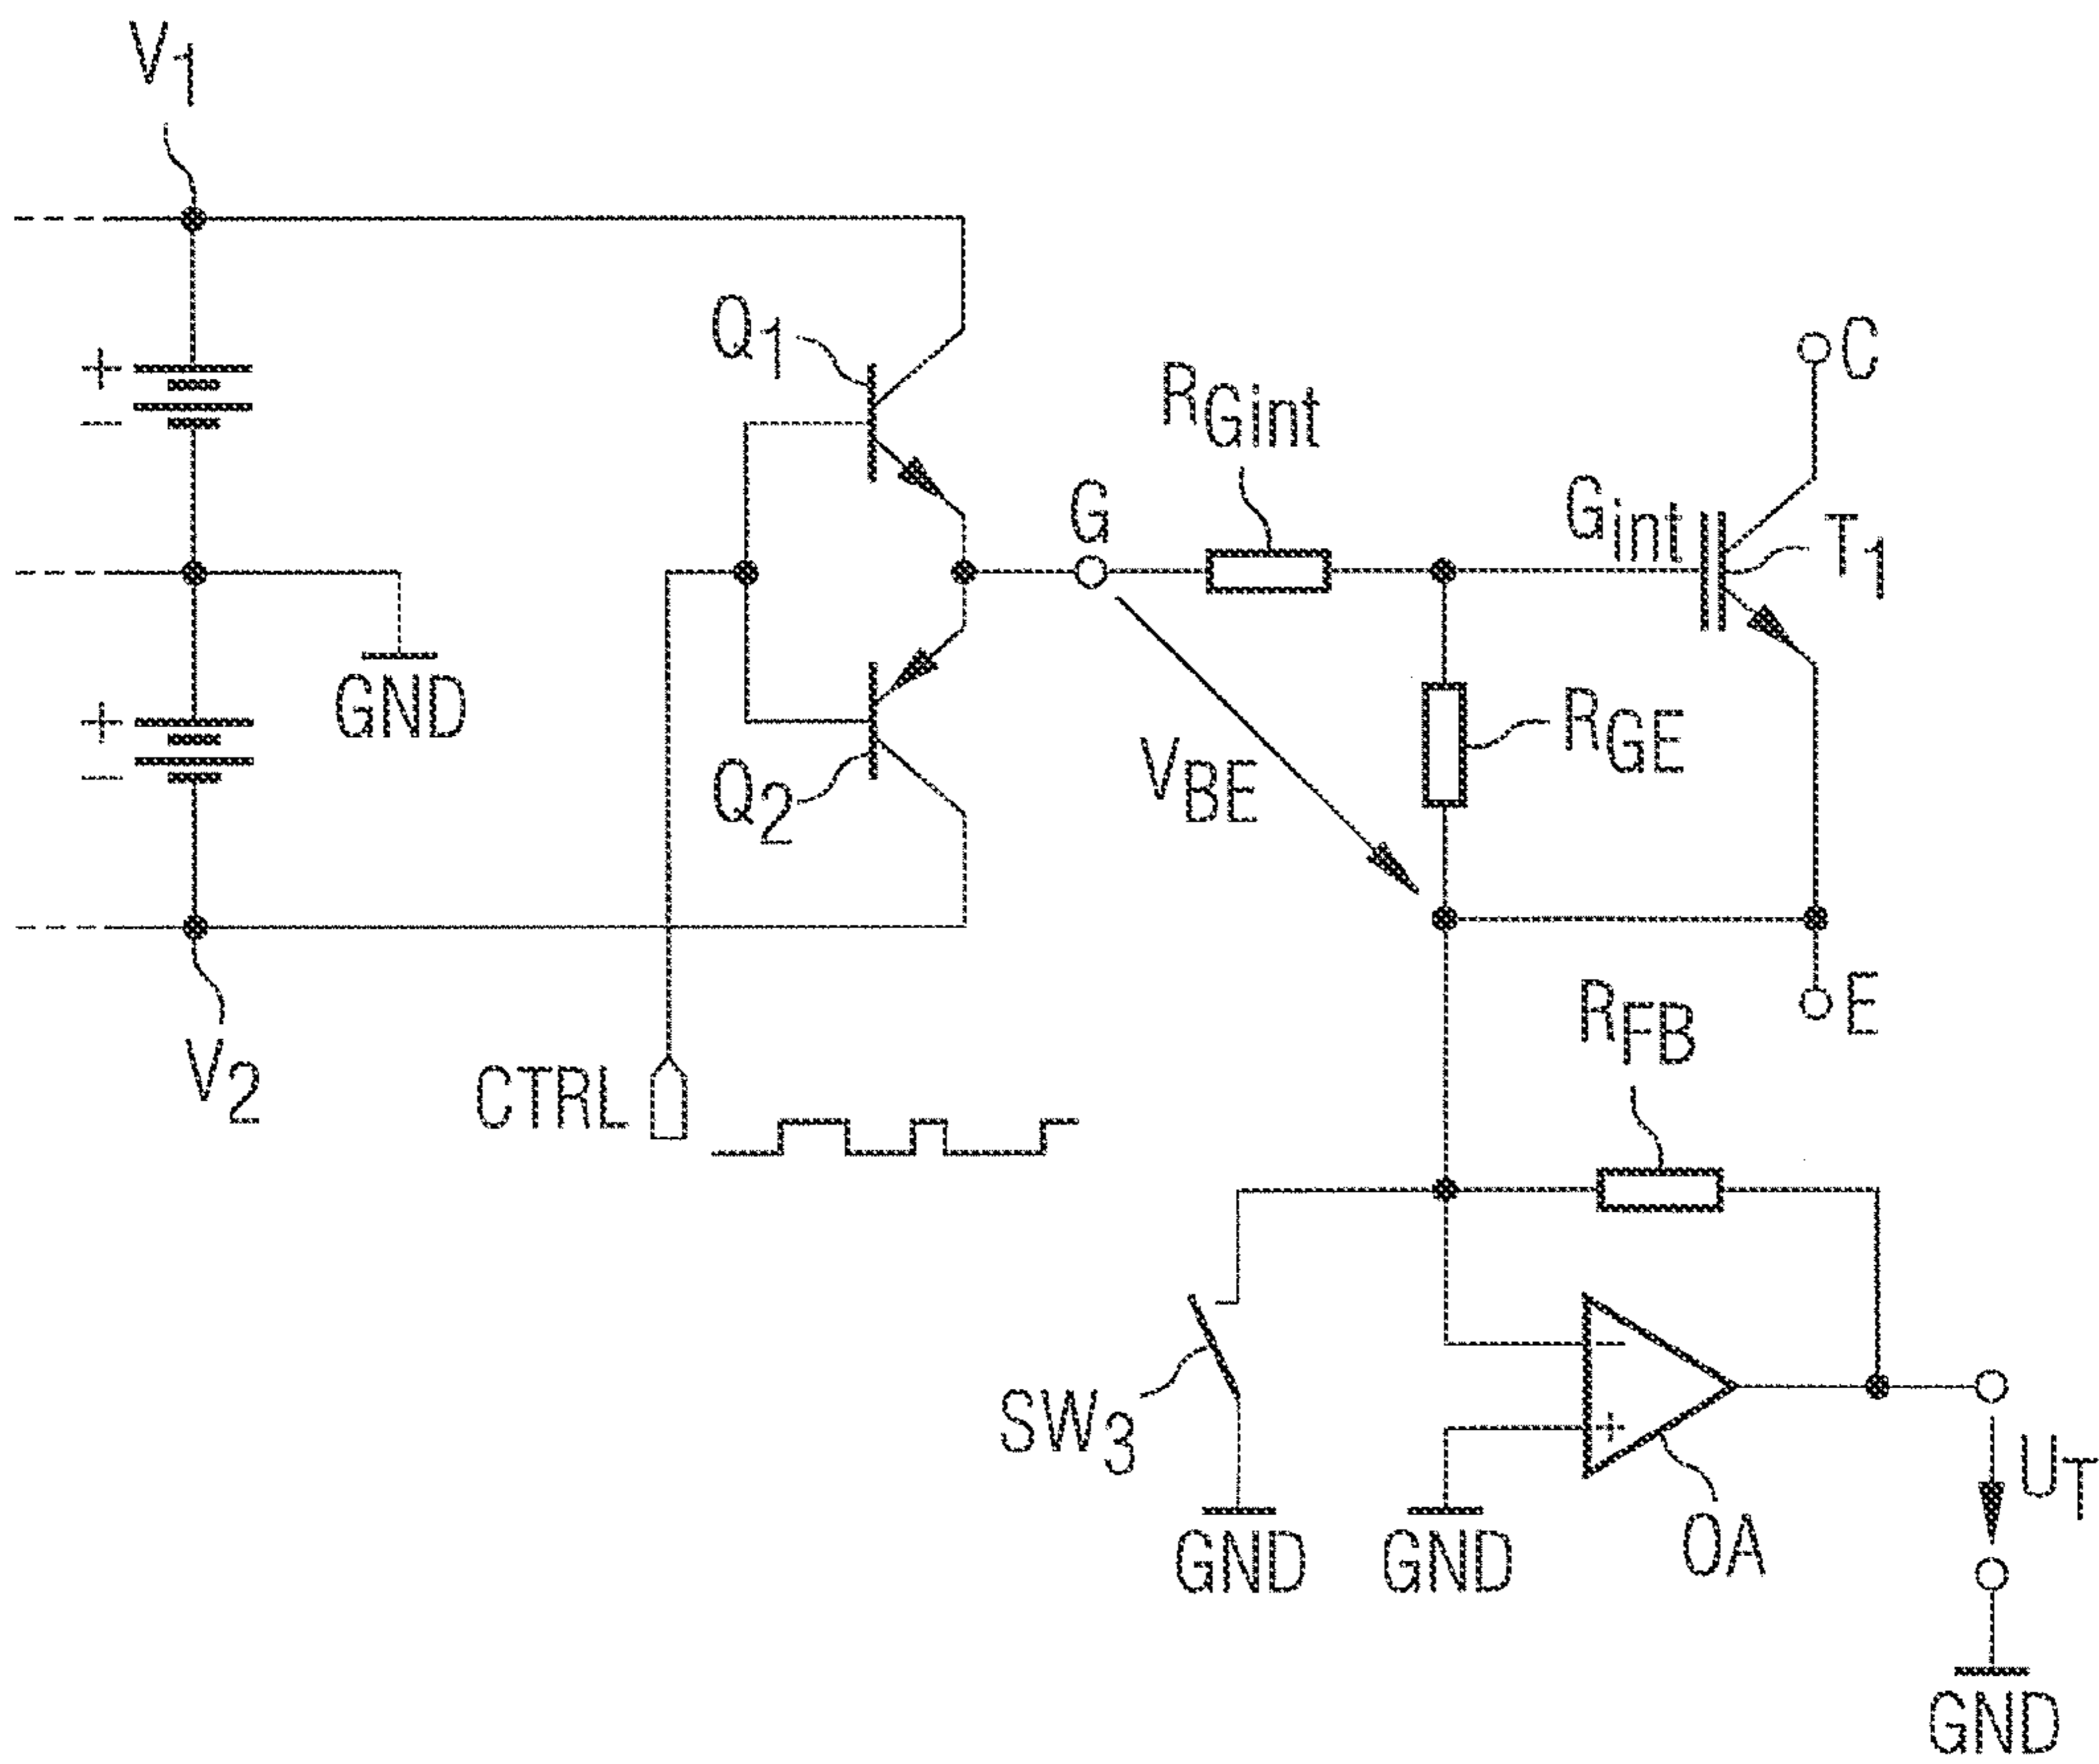 V1
Q1
+
−
C
RGint
G
Gint
T1
GND
+
−
Q2
VBE
RGE
E
RFB
V2
CTRL
−
SW3
+
UT
GND
GND
OA
GND